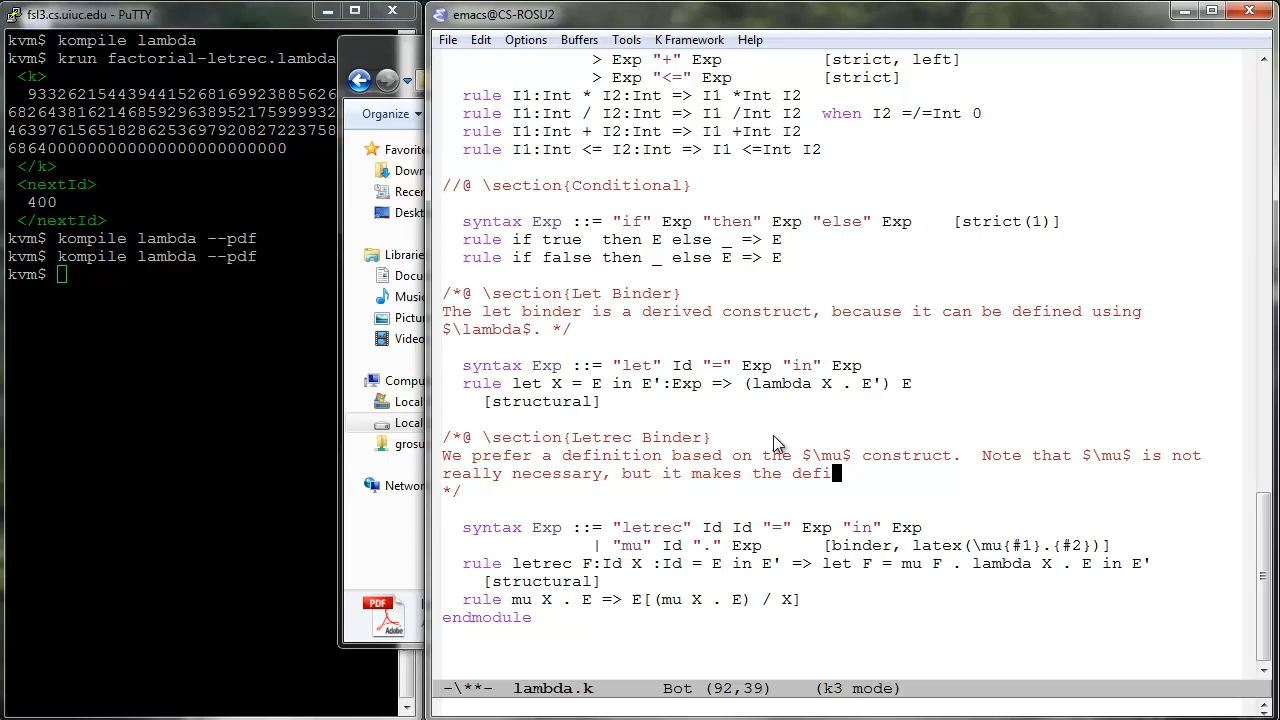 fsl3.cs.uiuc.edu - PuTTY
kvm$ kompile lambda
kvm$ krun factorial-letrec.lambda
<k>
93326215443944152681699238856266
68264381621468592963895217599993
46397615651828625369792082722375
68640000000000000000000000
</k>
<nextId>
400
</nextId>
kvm$ kompile lambda --pdf
kvm$ kompile lambda --pdf
kvm$
Organize
Favorite
Down
Recen
Deskt
Librarie
Docu
Music
Pictur
Video
Compu
Local
Local
grosu
Networ
PDF
Adobe
emacs@CS-ROSU2
File Edit Options Buffers Tools K Framework Help
> Exp "+" Exp [strict, left]
> Exp "<=" Exp [strict]
rule I1:Int * I2:Int => I1 *Int I2
rule I1:Int / I2:Int => I1 /Int I2 when I2 =/=Int 0
rule I1:Int + I2:Int => I1 +Int I2
rule I1:Int <= I2:Int => I1 <=Int I2
//@ \section{Conditional}
syntax Exp ::= "if" Exp "then" Exp "else" Exp [strict(1)]
rule if true then E else _ => E
rule if false then _ else E => E
/*@ \section{Let Binder}
The let binder is a derived construct, because it can be defined using
$\lambda$. */
syntax Exp ::= "let" Id "=" Exp "in" Exp
rule let X = E in E':Exp => (lambda X . E') E
[structural]
/*@ \section{Letrec Binder}
We prefer a definition based on the $\mu$ construct. Note that $\mu$ is not
really necessary, but it makes the defi
*/
syntax Exp ::= "letrec" Id Id "=" Exp "in" Exp
| "mu" Id "." Exp [binder, latex(\mu{#1}.{#2})]
rule letrec F:Id X :Id = E in E' => let F = mu F . lambda X . E in E'
[structural]
rule mu X . E => E[(mu X . E) / X]
endmodule
-\**- lambda.k Bot (92,39) (k3 mode)